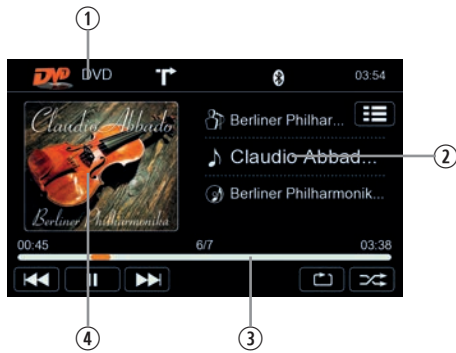 1
DVD DVD 03:54
Claudio Abbado
Berliner Philharmonika
Berliner Philhar...
Claudio Abbad...
Berliner Philharmonik...
2
00:45 6/7 03:38
4 3